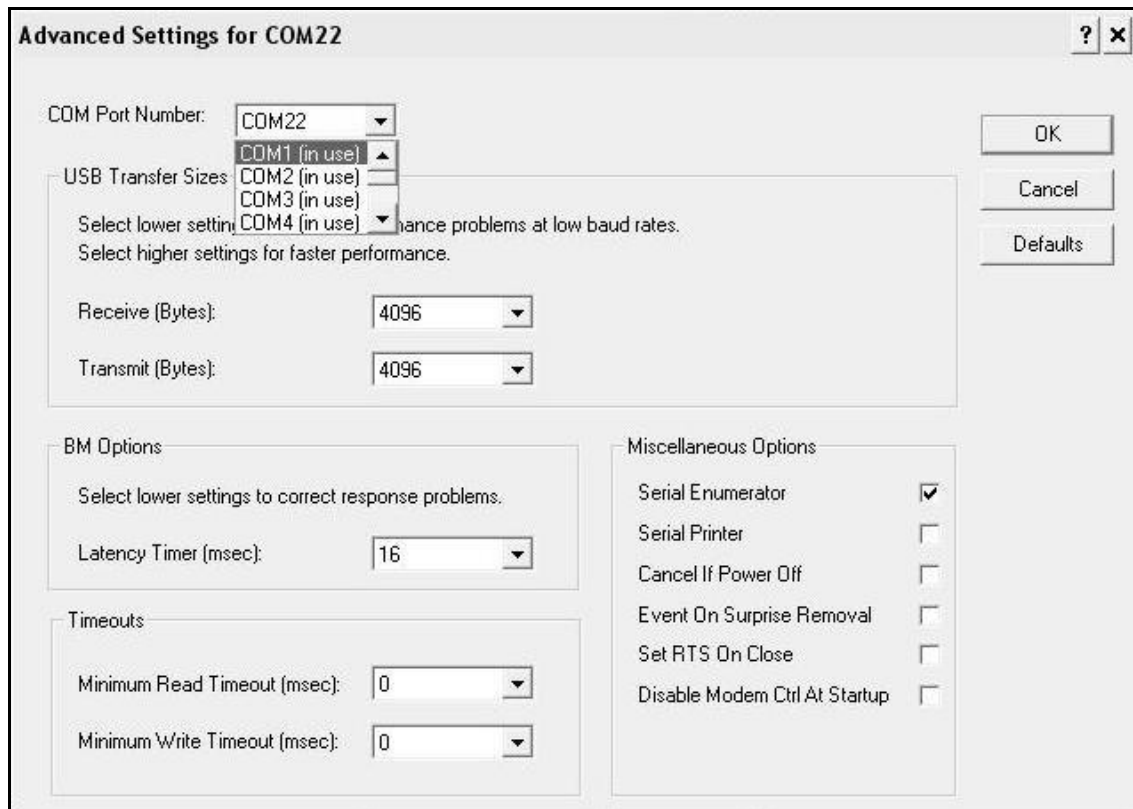 Advanced Settings for COM22
? ×
COM Port Number:
COM22
COM1 (in use)
COM2 (in use)
COM3 (in use)
COM4 (in use)
OK
Cancel
Defaults
USB Transfer Sizes
Select lower problems at low baud rates.
Select higher settings for faster performance.
Receive (Bytes):
4096
Transmit (Bytes):
4096
BM Options
Select lower settings to correct response problems.
Latency Timer (msec):
16
Timeouts
Minimum Read Timeout (msec):
0
Minimum Write Timeout (msec):
0
Miscellaneous Options
Serial Enumerator
Serial Printer
Cancel If Power Off
Event On Surprise Removal
Set RTS On Close
Disable Modem Ctrl At Startup